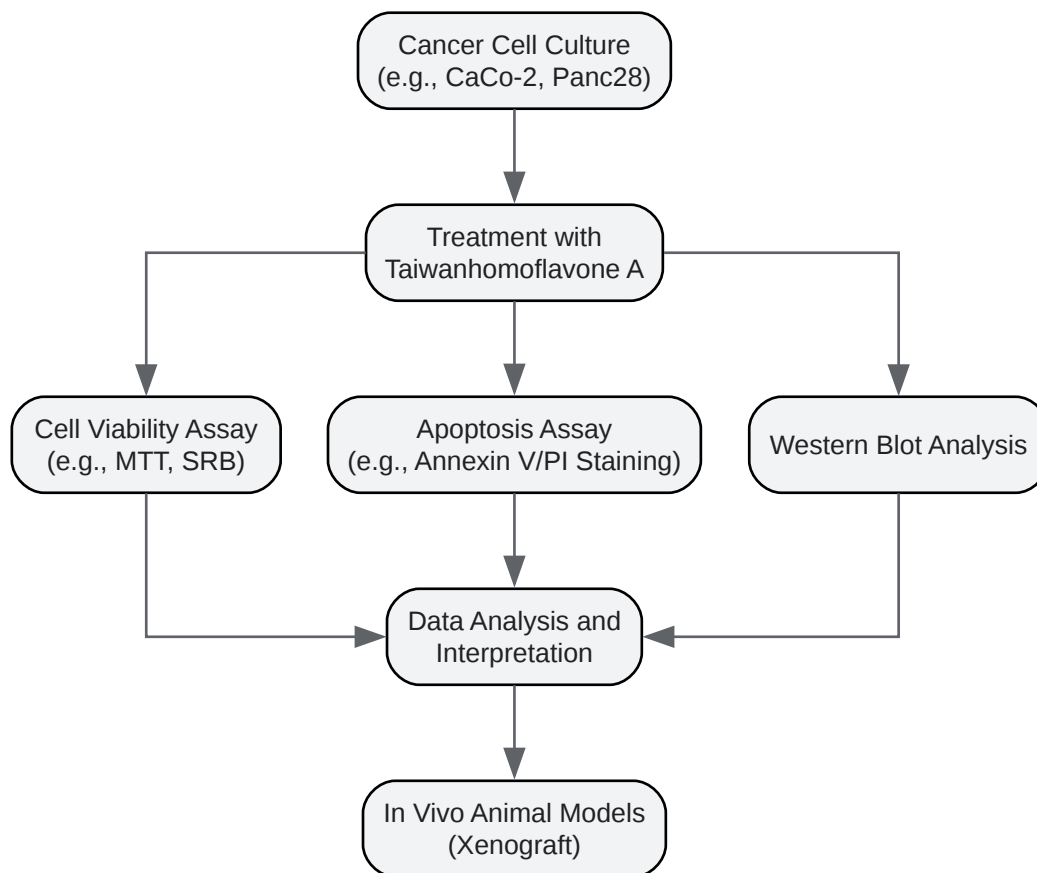 Cancer Cell Culture
(e.g., CaCo-2, Panc28)
Treatment with
Taiwanhomoflavone A
Cell Viability Assay
(e.g., MTT, SRB)
Apoptosis Assay
(e.g., Annexin V/PI Staining)
Western Blot Analysis
Data Analysis and
Interpretation
In Vivo Animal Models
(Xenograft)